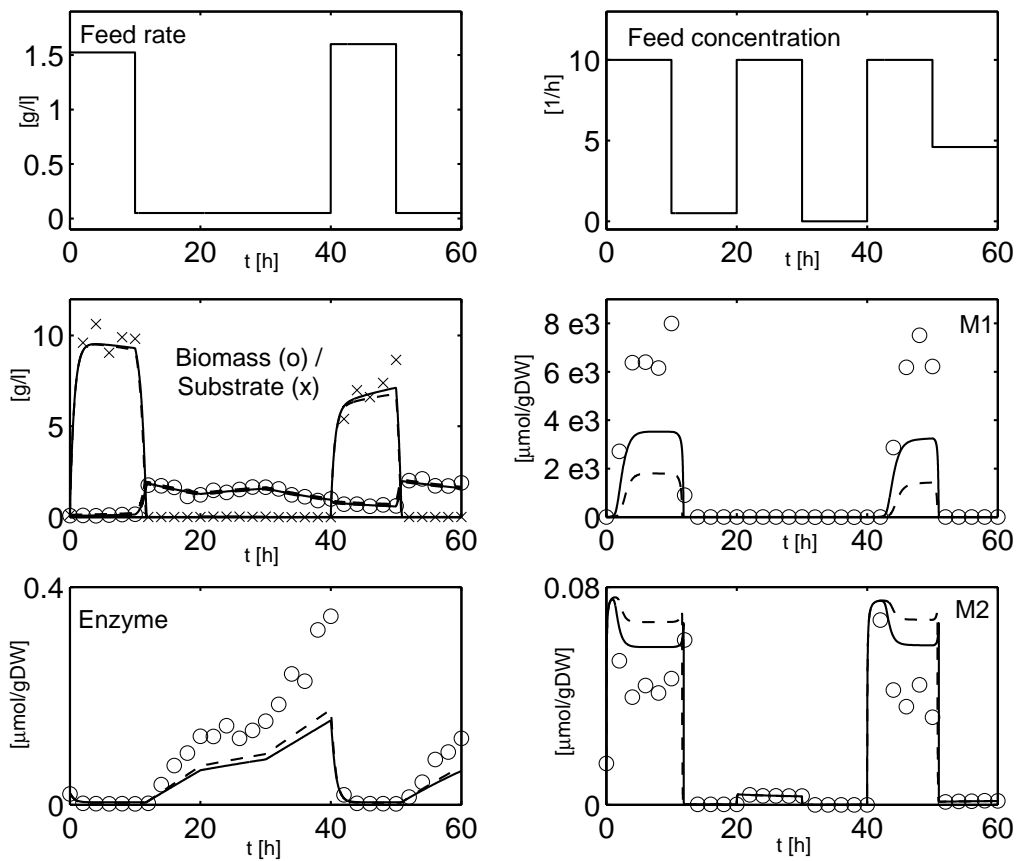 Feed rate
[g/l]
1.5
1
0.5
0
0
20
40
60
t [h]
Feed concentration
[1/h]
10
5
0
0
20
40
60
t [h]
Biomass (o) /
Substrate (x)
[g/l]
10
5
0
0
20
40
60
t [h]
M1
[μmol/gDW]
8 e3
6 e3
4 e3
2 e3
0
0
20
40
60
t [h]
Enzyme
[μmol/gDW]
0.4
0
0
20
40
60
t [h]
M2
[μmol/gDW]
0.08
0
0
20
40
60
t [h]